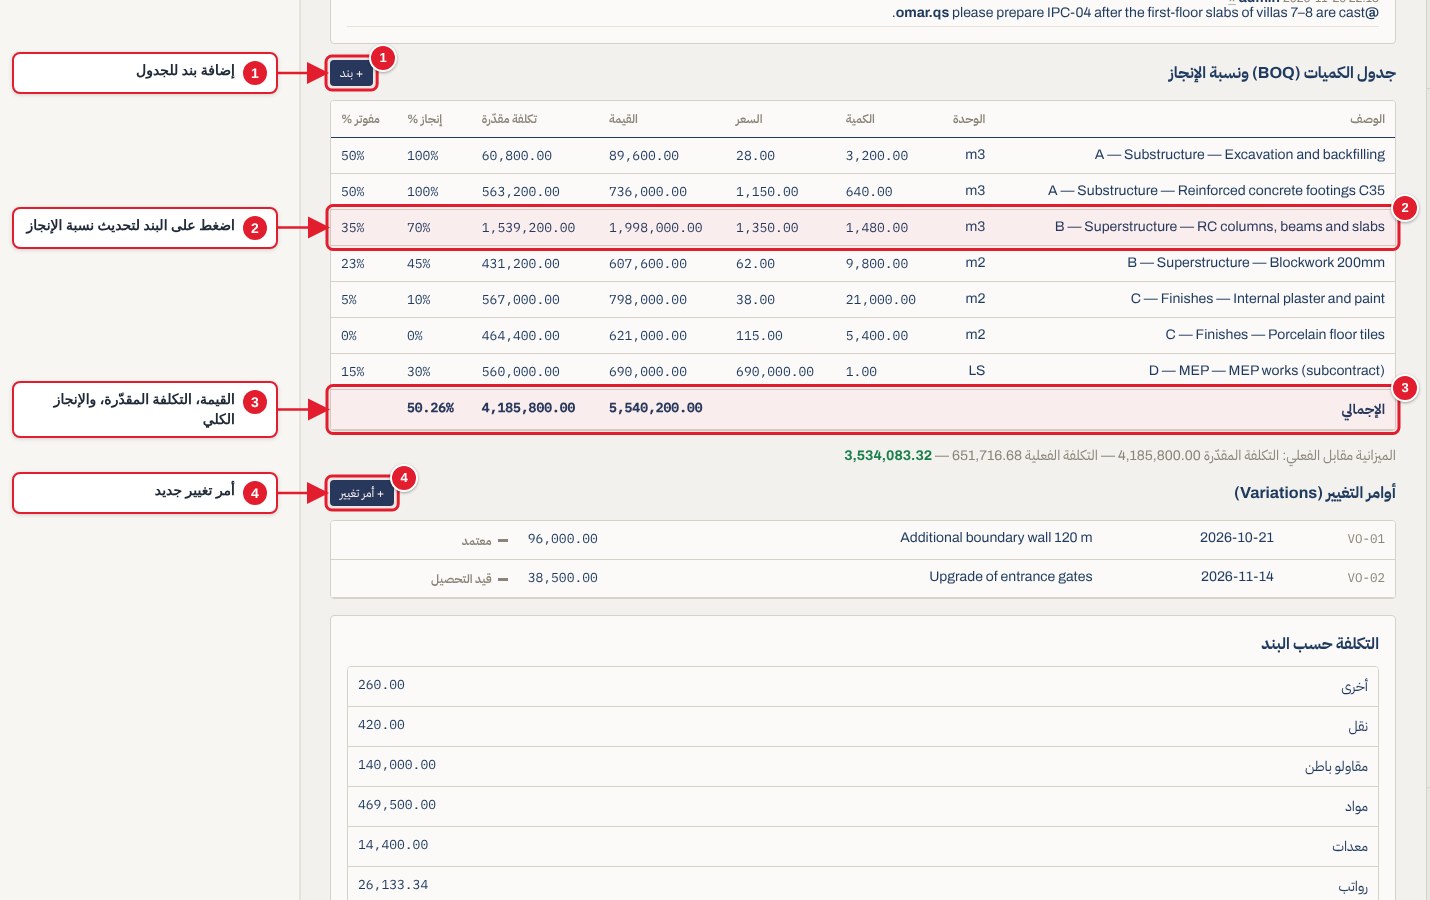 @omar.qs please prepare IPC-04 after the first-floor slabs of villas 7–8 are cast.
جدول الكميات (BOQ) ونسبة الإنجاز
+ بند
1
1 إضافة بند للجدول
الوصف الوحدة الكمية السعر القيمة تكلفة مقدّرة إنجاز % مفوتر %
A — Substructure — Excavation and backfilling m3 3,200.00 28.00 89,600.00 60,800.00 100% 50%
A — Substructure — Reinforced concrete footings C35 m3 640.00 1,150.00 736,000.00 563,200.00 100% 50%
2
B — Superstructure — RC columns, beams and slabs m3 1,480.00 1,350.00 1,998,000.00 1,539,200.00 70% 35%
2 اضغط على البند لتحديث نسبة الإنجاز
B — Superstructure — Blockwork 200mm m2 9,800.00 62.00 607,600.00 431,200.00 45% 23%
C — Finishes — Internal plaster and paint m2 21,000.00 38.00 798,000.00 567,000.00 10% 5%
C — Finishes — Porcelain floor tiles m2 5,400.00 115.00 621,000.00 464,400.00 0% 0%
D — MEP — MEP works (subcontract) LS 1.00 690,000.00 690,000.00 560,000.00 30% 15%
3
الإجمالي 5,540,200.00 4,185,800.00 50.26%
3 القيمة، التكلفة المقدّرة، والإنجاز
الكلي
الميزانية مقابل الفعلي: التكلفة المقدّرة 4,185,800.00 — التكلفة الفعلية 651,716.68 — 3,534,083.32
أوامر التغيير (Variations)
+ أمر تغيير
4
4 أمر تغيير جديد
VO-01 2026-10-21 Additional boundary wall 120 m 96,000.00 معتمد
VO-02 2026-11-14 Upgrade of entrance gates 38,500.00 قيد التحصيل
التكلفة حسب البند
أخرى 260.00
نقل 420.00
مقاولو باطن 140,000.00
مواد 469,500.00
معدات 14,400.00
رواتب 26,133.34